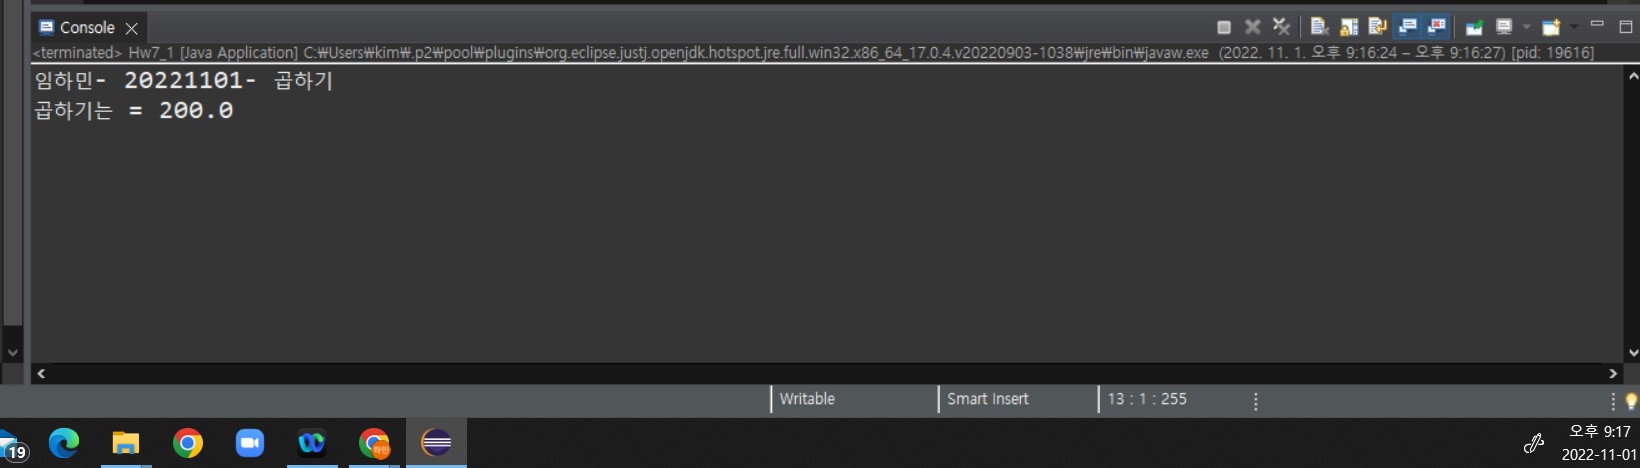 Console
<terminated> Hw7_1 [Java Application] C:₩Users₩kim₩.p2₩pool₩plugins₩org.eclipse.justj.openjdk.hotspot.jre.full.win32.x86_64_17.0.4.v20220903-1038₩jre₩bin₩javaw.exe (2022. 11. 1. 오후 9:16:24 – 오후 9:16:27) [pid: 19616]
임하민- 20221101- 곱하기
곱하기는 = 200.0
Writable Smart Insert 13 : 1 : 255
19
오후 9:17
2022-11-01